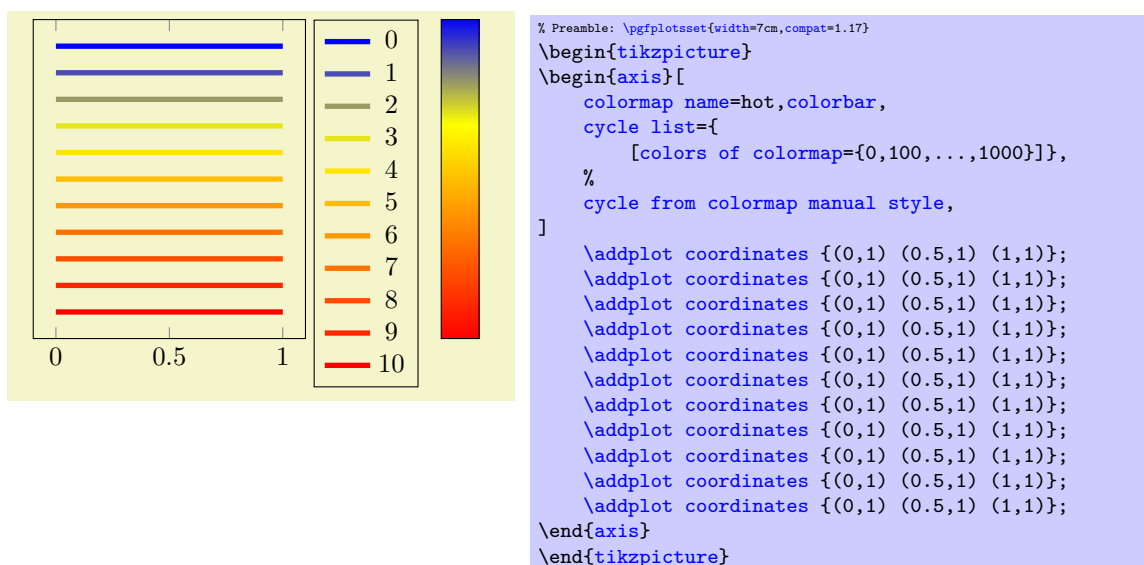 0
1
2
3
4
5
6
7
8
9
10
0 0.5 1
% Preamble: \pgfplotsset{width=7cm,compat=1.17}
\begin{tikzpicture}
\begin{axis}[
    colormap name=hot,colorbar,
    cycle list={
        [colors of colormap={0,100,...,1000}]},
    %
    cycle from colormap manual style,
]
    \addplot coordinates {(0,1) (0.5,1) (1,1)};
    \addplot coordinates {(0,1) (0.5,1) (1,1)};
    \addplot coordinates {(0,1) (0.5,1) (1,1)};
    \addplot coordinates {(0,1) (0.5,1) (1,1)};
    \addplot coordinates {(0,1) (0.5,1) (1,1)};
    \addplot coordinates {(0,1) (0.5,1) (1,1)};
    \addplot coordinates {(0,1) (0.5,1) (1,1)};
    \addplot coordinates {(0,1) (0.5,1) (1,1)};
    \addplot coordinates {(0,1) (0.5,1) (1,1)};
    \addplot coordinates {(0,1) (0.5,1) (1,1)};
    \addplot coordinates {(0,1) (0.5,1) (1,1)};
\end{axis}
\end{tikzpicture}